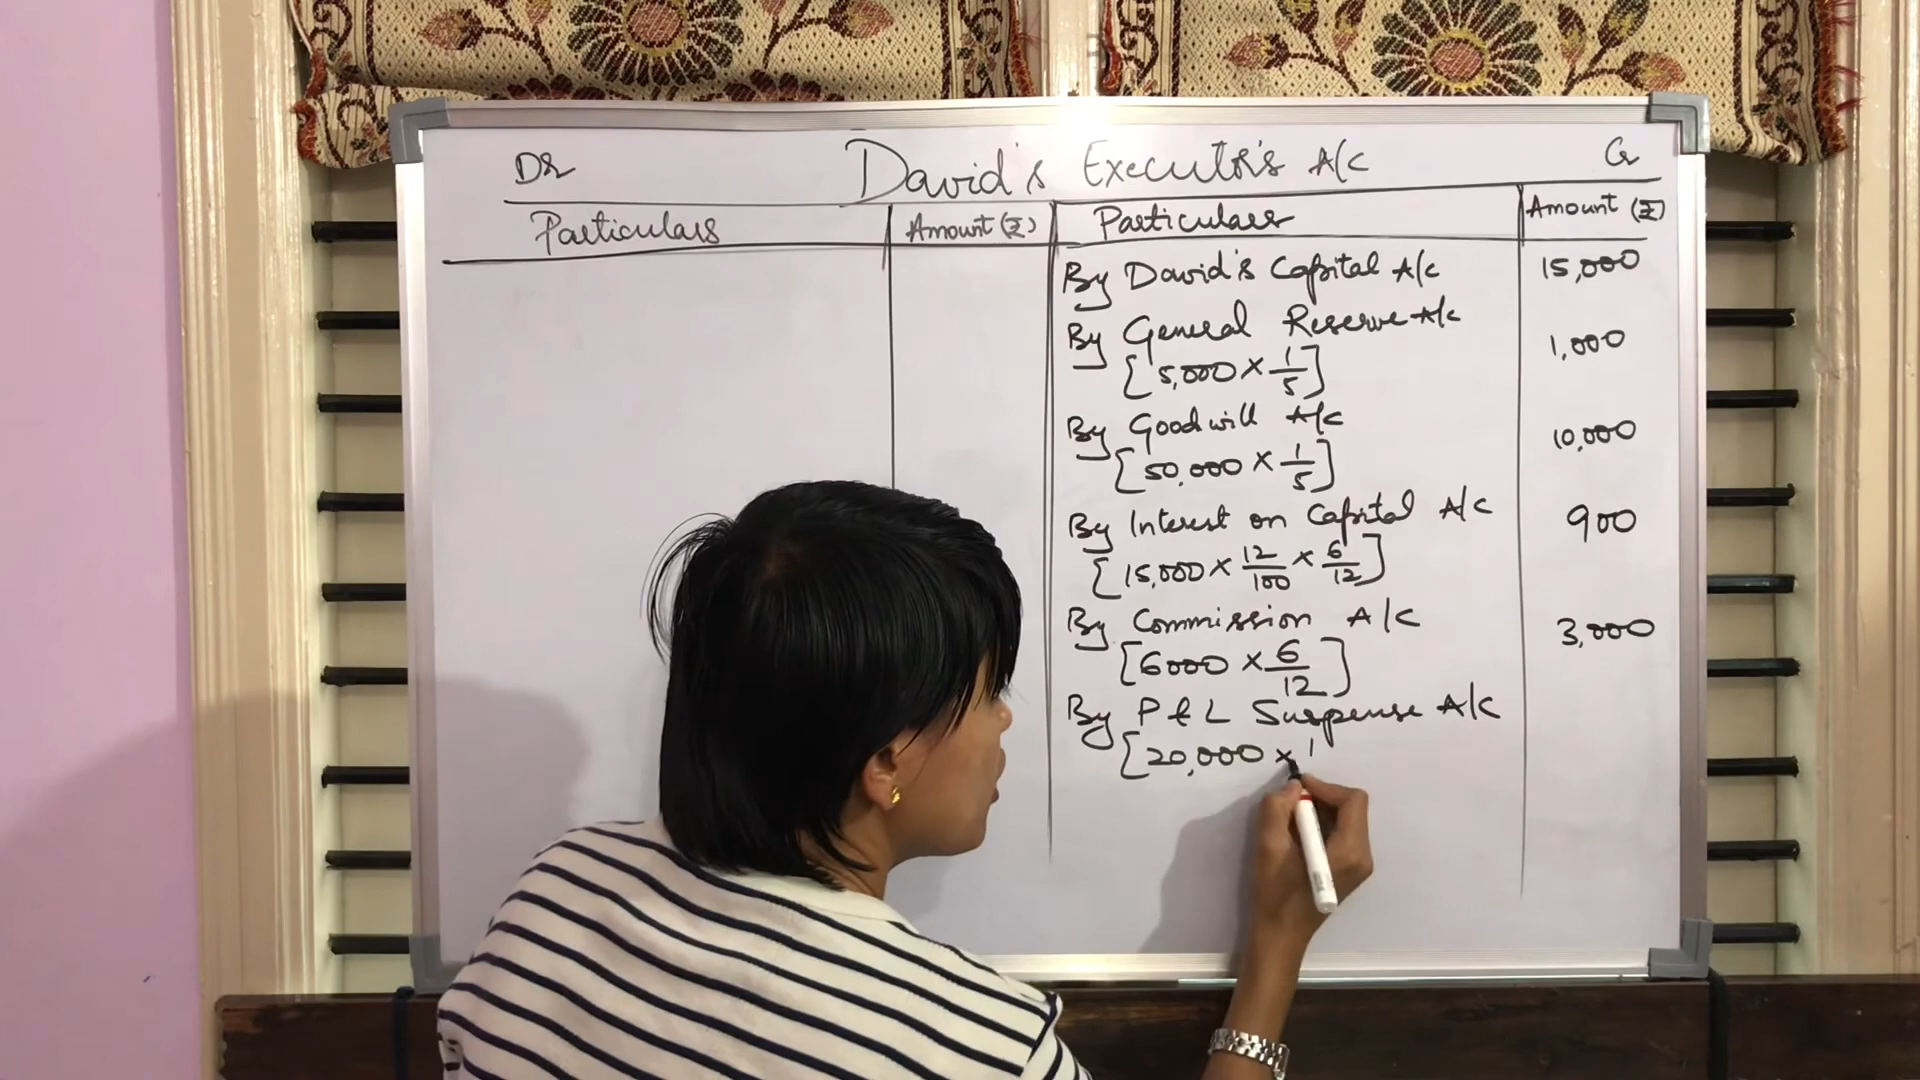 Dr David's Executor's A/c Cr
Particulars Amount (₹) Particulars Amount (₹)
By David's Capital A/c 15,000
By General Reserve A/c 1,000
[5,000 × 1/5]
By Goodwill A/c 10,000
[50,000 × 1/5]
By Interest on Capital A/c 900
[15,000 × 12/100 × 6/12]
By Commission A/c 3,000
[6000 × 6/12]
By P & L Suspense A/c
[20,000 × 1